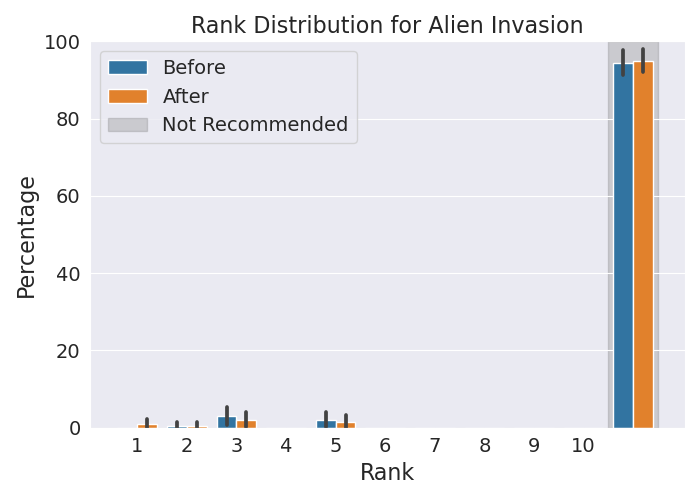 Rank Distribution for Alien Invasion
Before
After
Not Recommended
Percentage
100
80
60
40
20
0
1 2 3 4 5 6 7 8 9 10
Rank